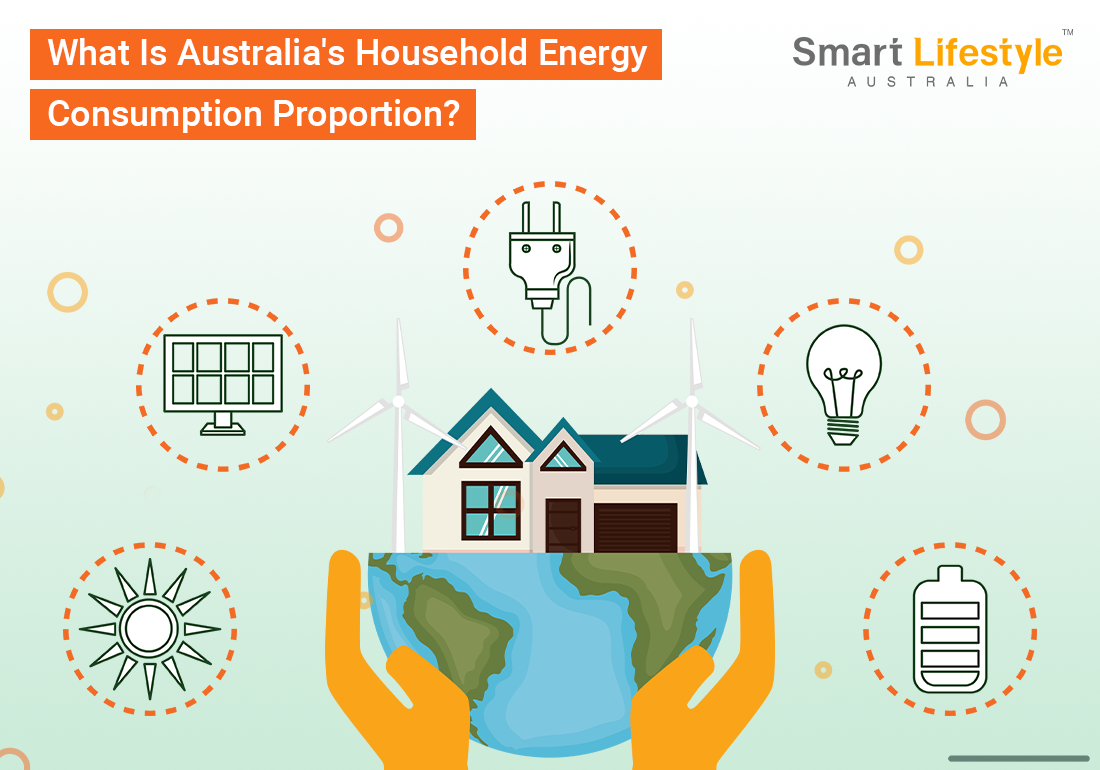 What Is Australia's Household Energy
Consumption Proportion?
Smart Lifestyle™
AUSTRALIA